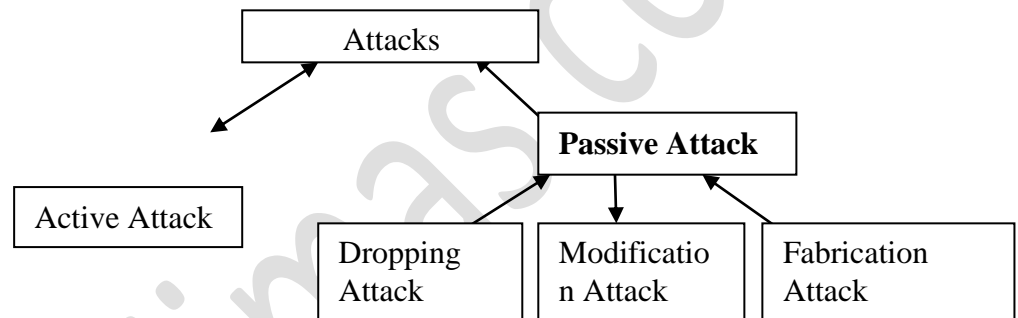 Attacks
Passive Attack
Active Attack
Dropping
Attack
Modificatio
n Attack
Fabrication
Attack